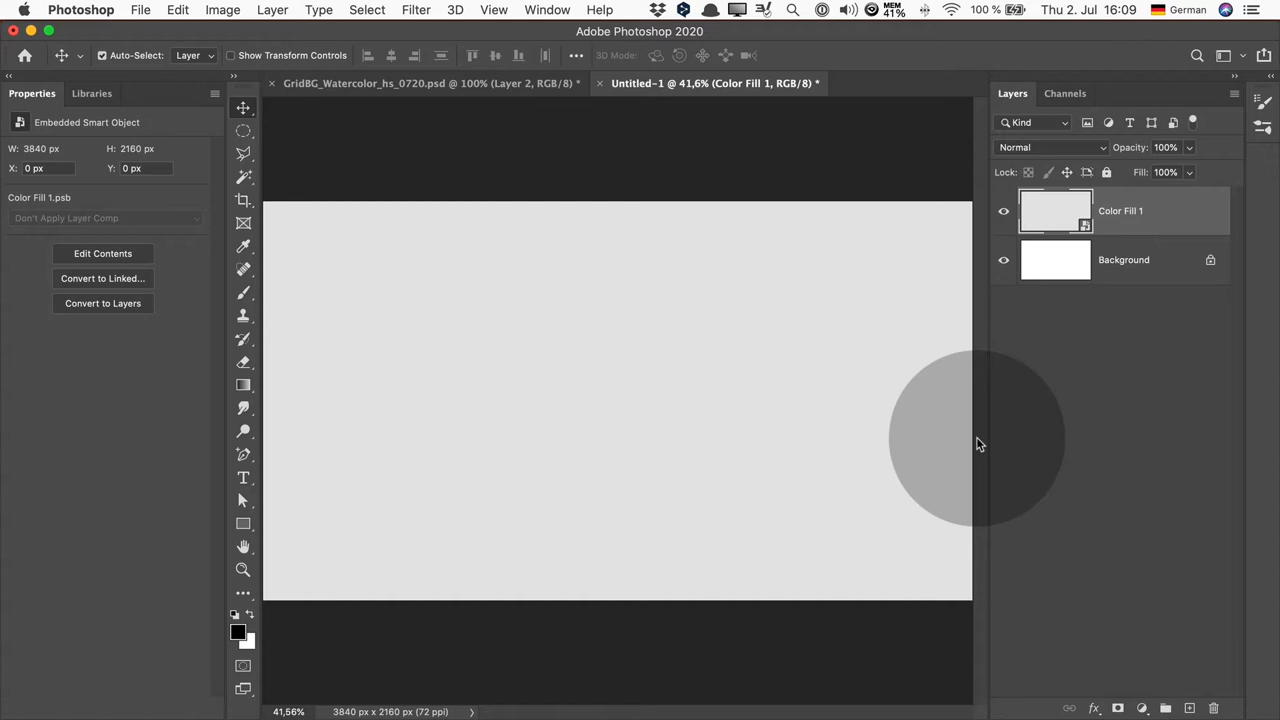 Photoshop File Edit Image Layer Type Select Filter 3D View Window Help MEM 41% 100 % Thu 2. Jul 16:09 German
Adobe Photoshop 2020
Auto-Select: Layer Show Transform Controls 3D Mode:
Properties Libraries
GridBG_Watercolor_hs_0720.psd @ 100% (Layer 2, RGB/8) *
Untitled-1 @ 41,6% (Color Fill 1, RGB/8) *
Layers Channels
Embedded Smart Object
W: 3840 px H: 2160 px
X: 0 px Y: 0 px
Color Fill 1.psb
Don't Apply Layer Comp
Edit Contents
Convert to Linked...
Convert to Layers
Kind
Normal Opacity: 100%
Lock: Fill: 100%
Color Fill 1
Background
41,56% 3840 px x 2160 px (72 ppi)